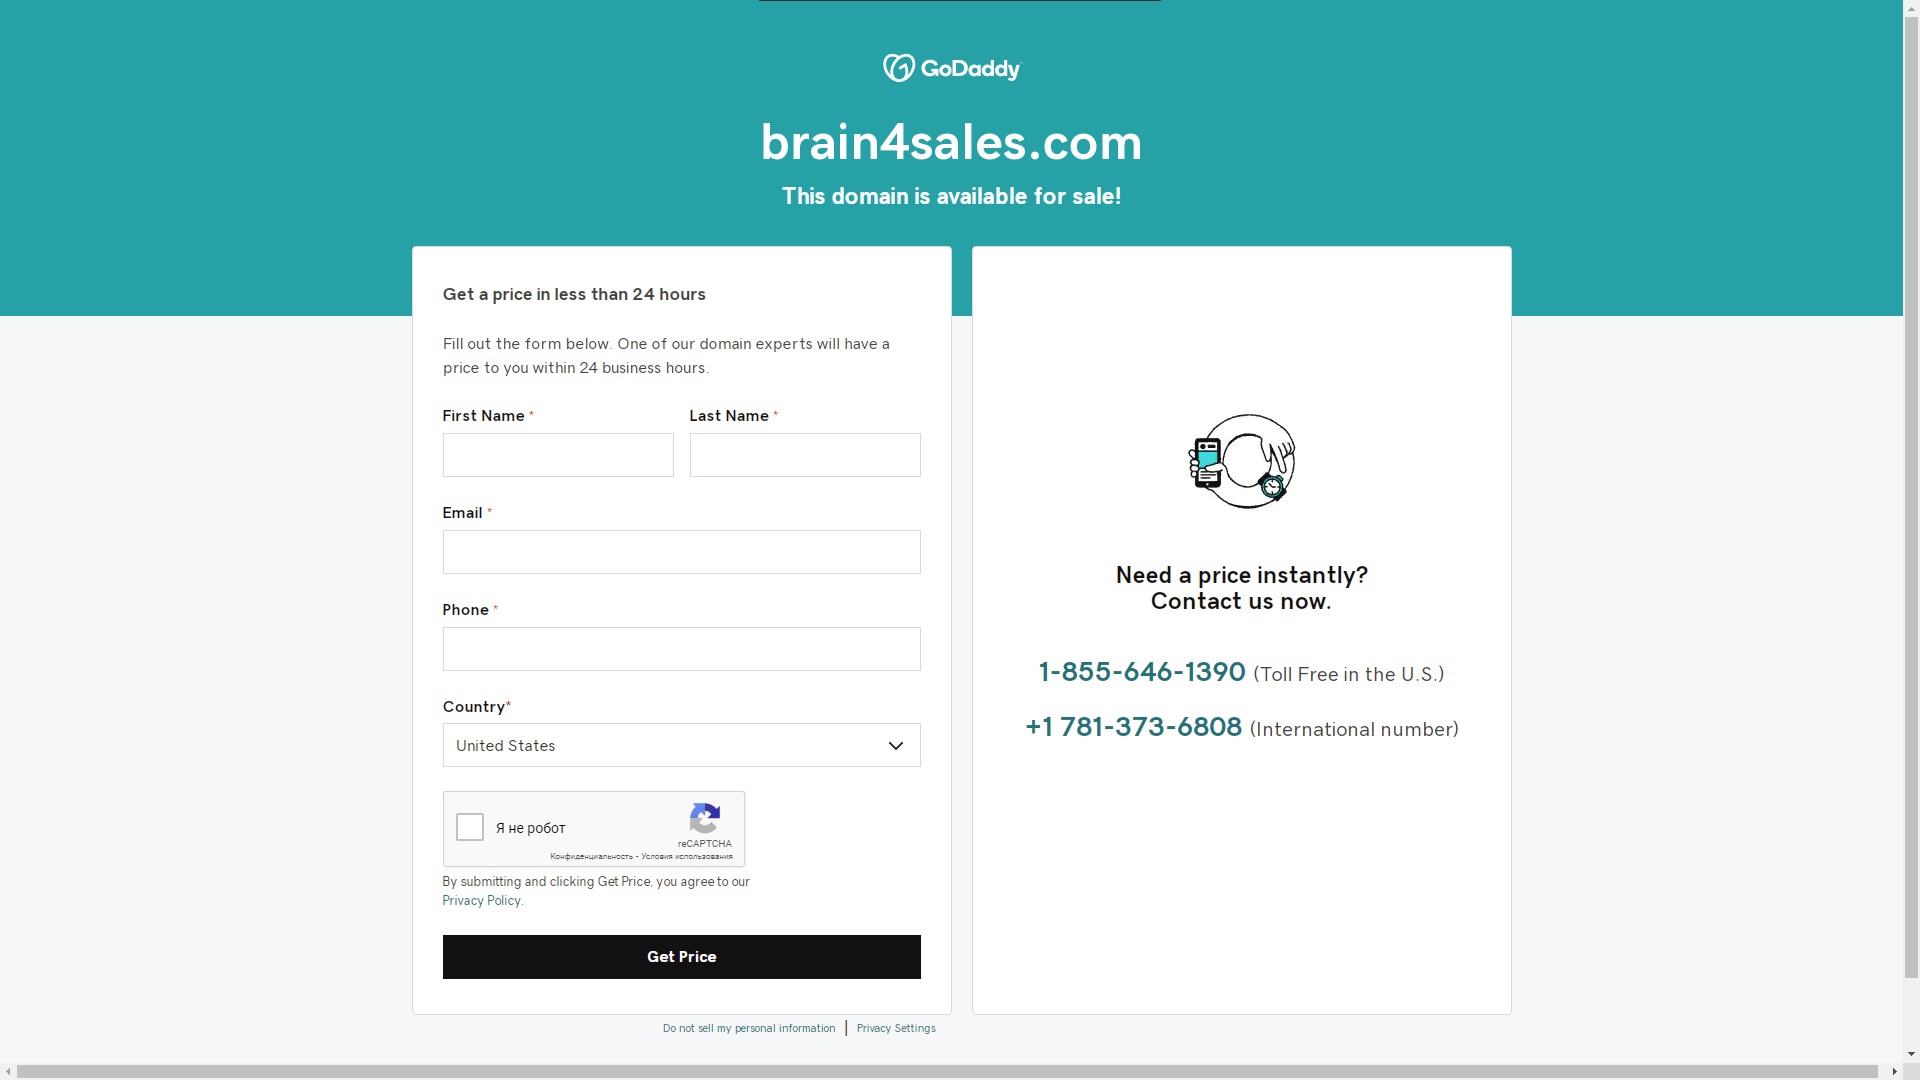 GoDaddy
brain4sales.com
This domain is available for sale!
Get a price in less than 24 hours
Fill out the form below. One of our domain experts will have a
price to you within 24 business hours.
First Name *
Last Name *
Email *
Phone *
Country*
United States
Я не робот
reCAPTCHA
Конфиденциальность - Условия использования
By submitting and clicking Get Price, you agree to our
Privacy Policy.
Get Price
Need a price instantly?
Contact us now.
1-855-646-1390 (Toll Free in the U.S.)
+1 781-373-6808 (International number)
Do not sell my personal information | Privacy Settings